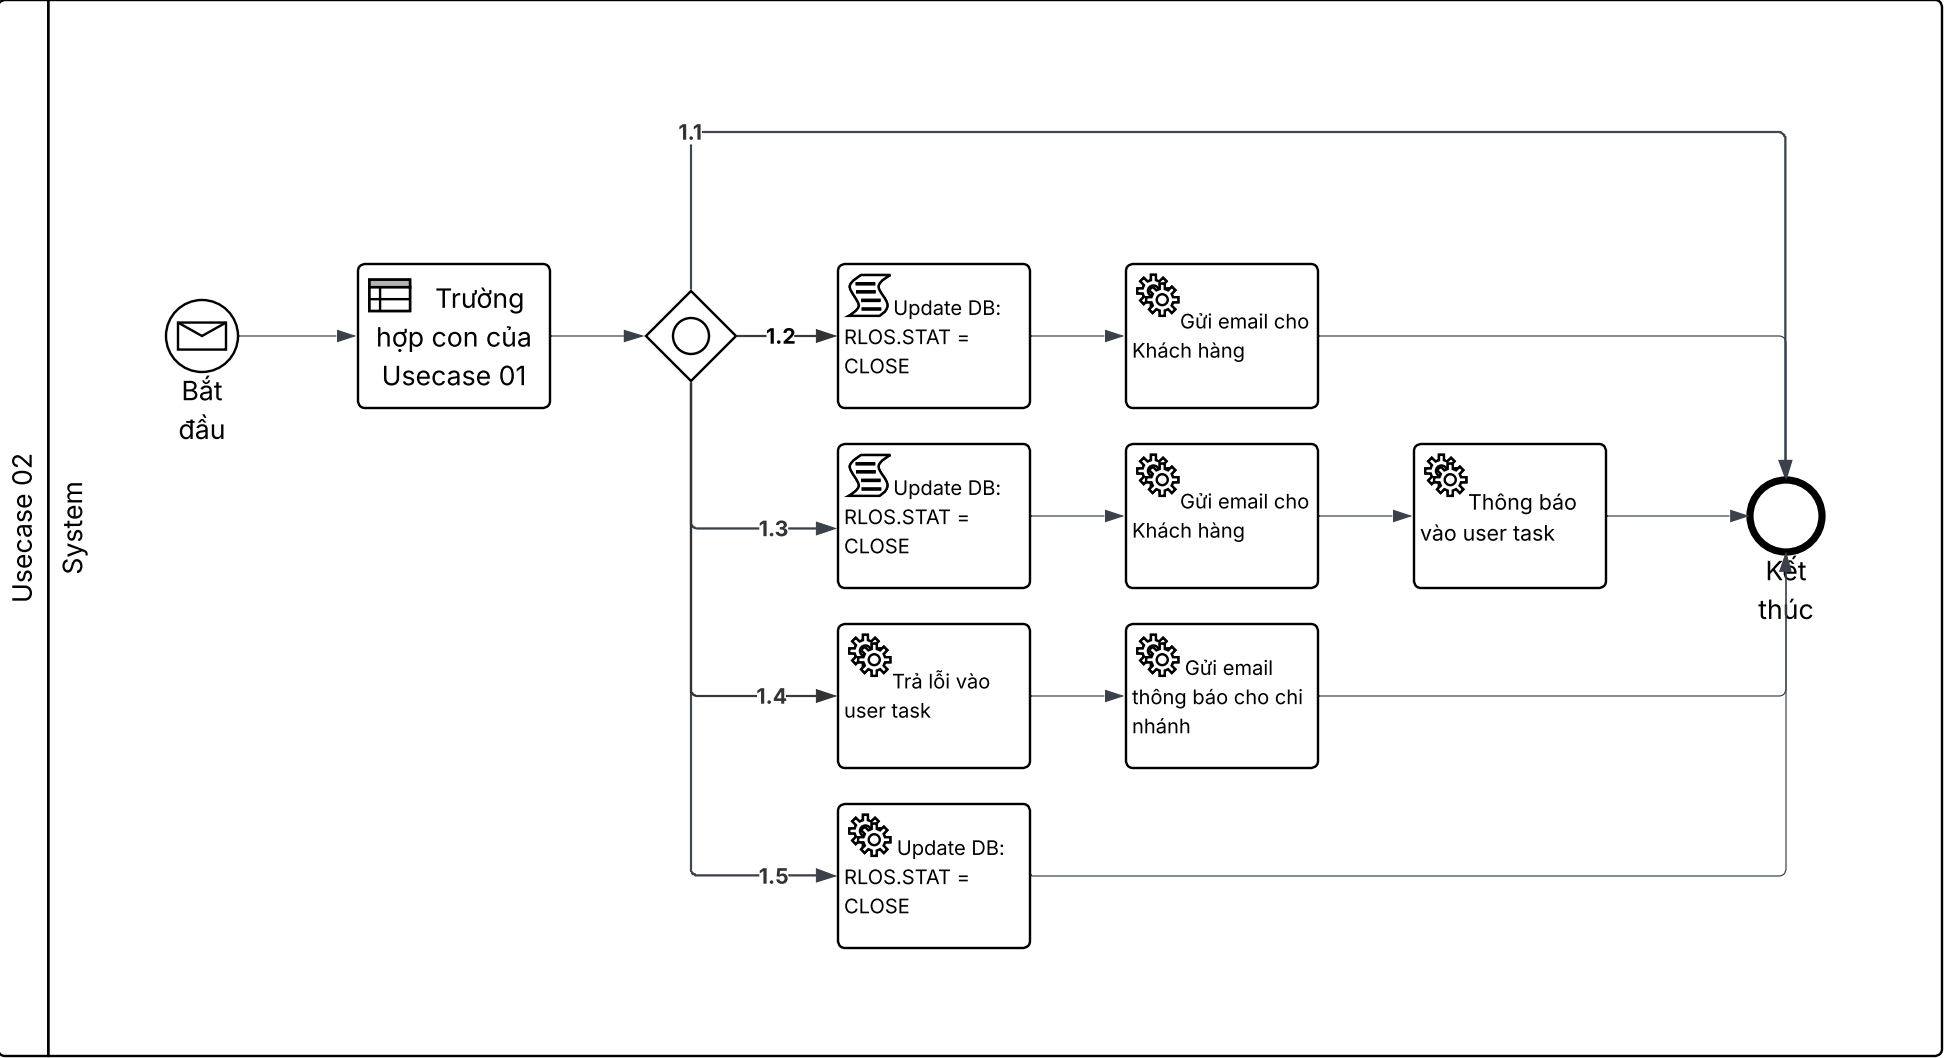 Usecase 02
System
Bắt
đầu
Trường
hợp con của
Usecase 01
1.1
1.2
Update DB:
RLOS.STAT =
CLOSE
Gửi email cho
Khách hàng
1.3
Update DB:
RLOS.STAT =
CLOSE
Gửi email cho
Khách hàng
Thông báo
vào user task
Kết
thúc
1.4
Trả lỗi vào
user task
Gửi email
thông báo cho chi
nhánh
1.5
Update DB:
RLOS.STAT =
CLOSE